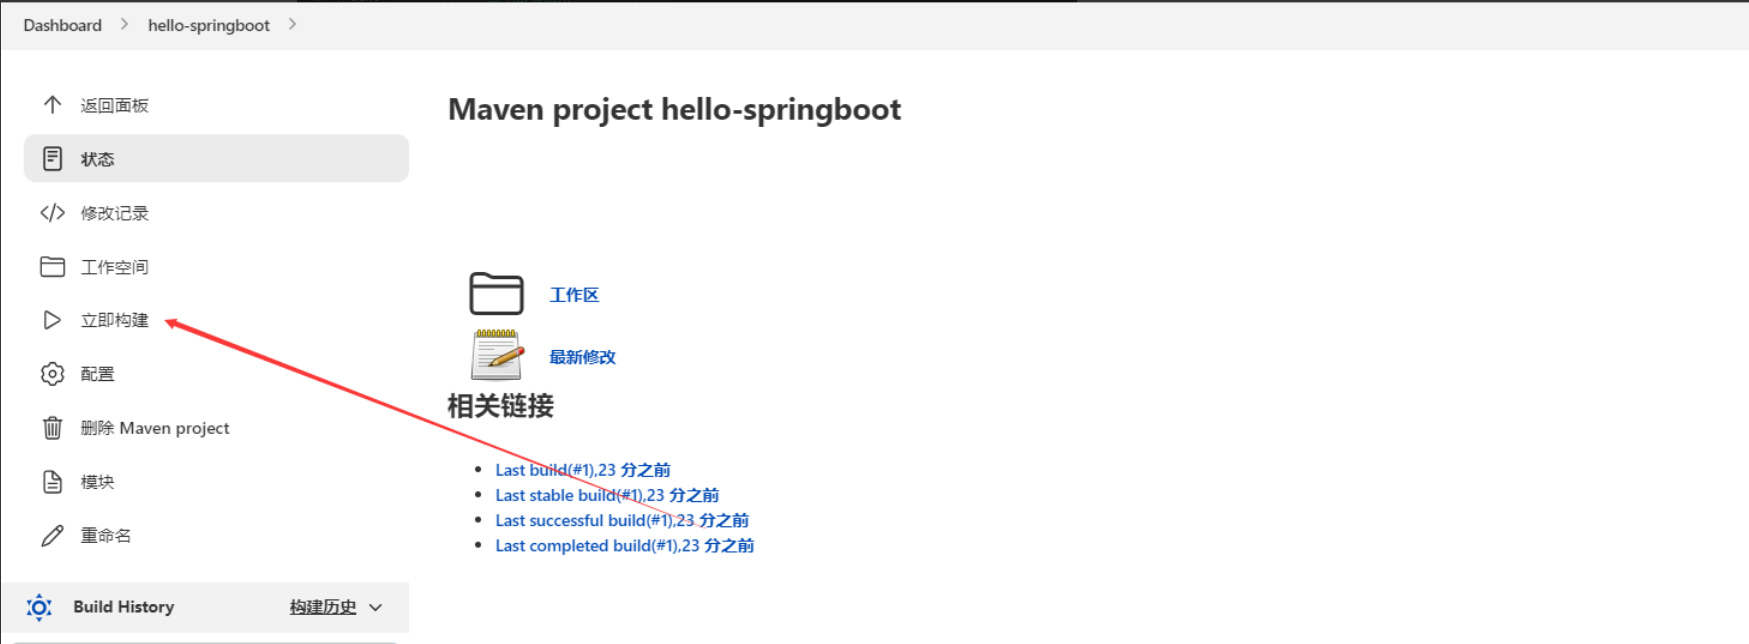 Dashboard > hello-springboot >
返回面板
状态
修改记录
工作空间
立即构建
配置
删除 Maven project
模块
重命名
Build History 构建历史
Maven project hello-springboot
工作区
最新修改
相关链接
Last build(#1),23 分之前
Last stable build(#1),23 分之前
Last successful build(#1),23 分之前
Last completed build(#1),23 分之前